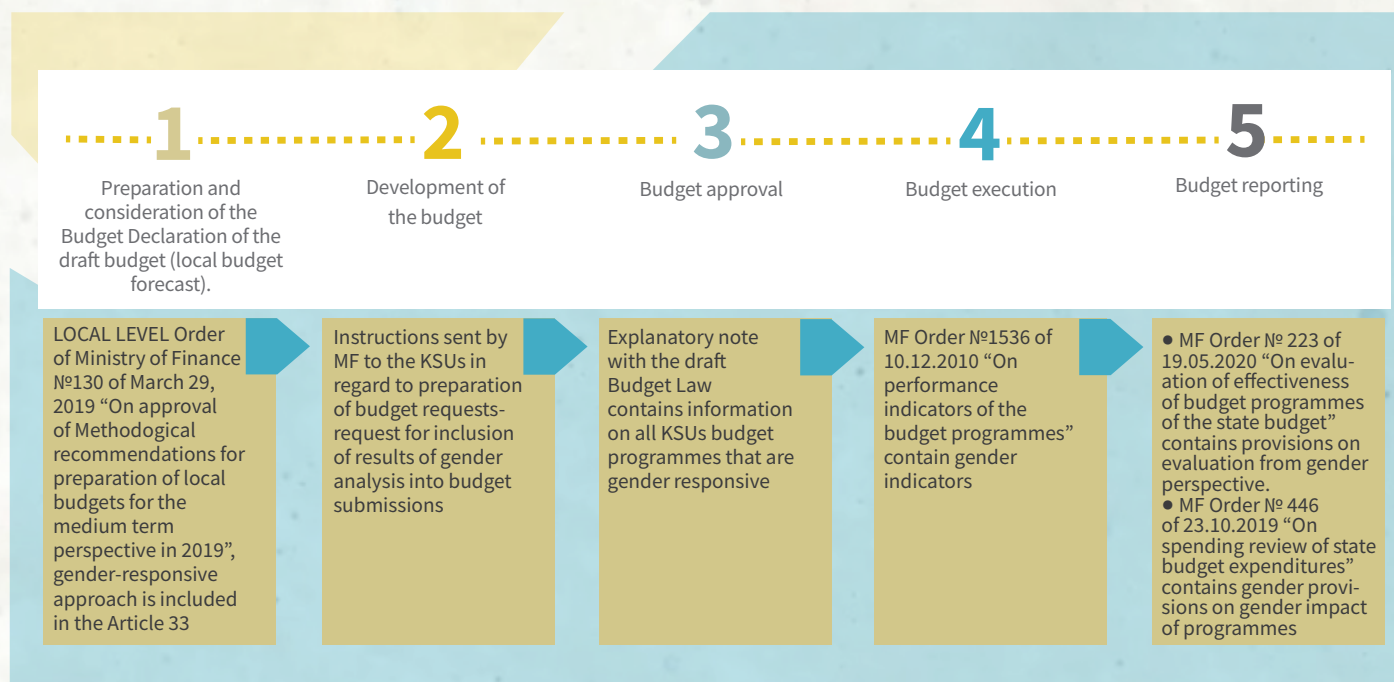 1
Preparation and
consideration of the
Budget Declaration of the
draft budget (local budget
forecast).
2
Development of
the budget
3
Budget approval
4
Budget execution
5
Budget reporting
LOCAL LEVEL Order
of Ministry of Finance
№130 of March 29,
2019 “On approval
of Methodogical
recommendations for
preparation of local
budgets for the
medium term
perspective in 2019”,
gender-responsive
approach is included
in the Article 33
Instructions sent by
MF to the KSUs in
regard to preparation
of budget requests-
request for inclusion
of results of gender
analysis into budget
submissions
Explanatory note
with the draft
Budget Law
contains information
on all KSUs budget
programmes that are
gender responsive
MF Order №1536 of
10.12.2010 “On
performance
indicators of the
budget programmes”
contain gender
indicators
● MF Order № 223 of
19.05.2020 “On evalu-
ation of effectiveness
of budget programmes
of the state budget”
contains provisions on
evaluation from gender
perspective.
● MF Order № 446
of 23.10.2019 “On
spending review of state
budget expenditures”
contains gender provi-
sions on gender impact
of programmes